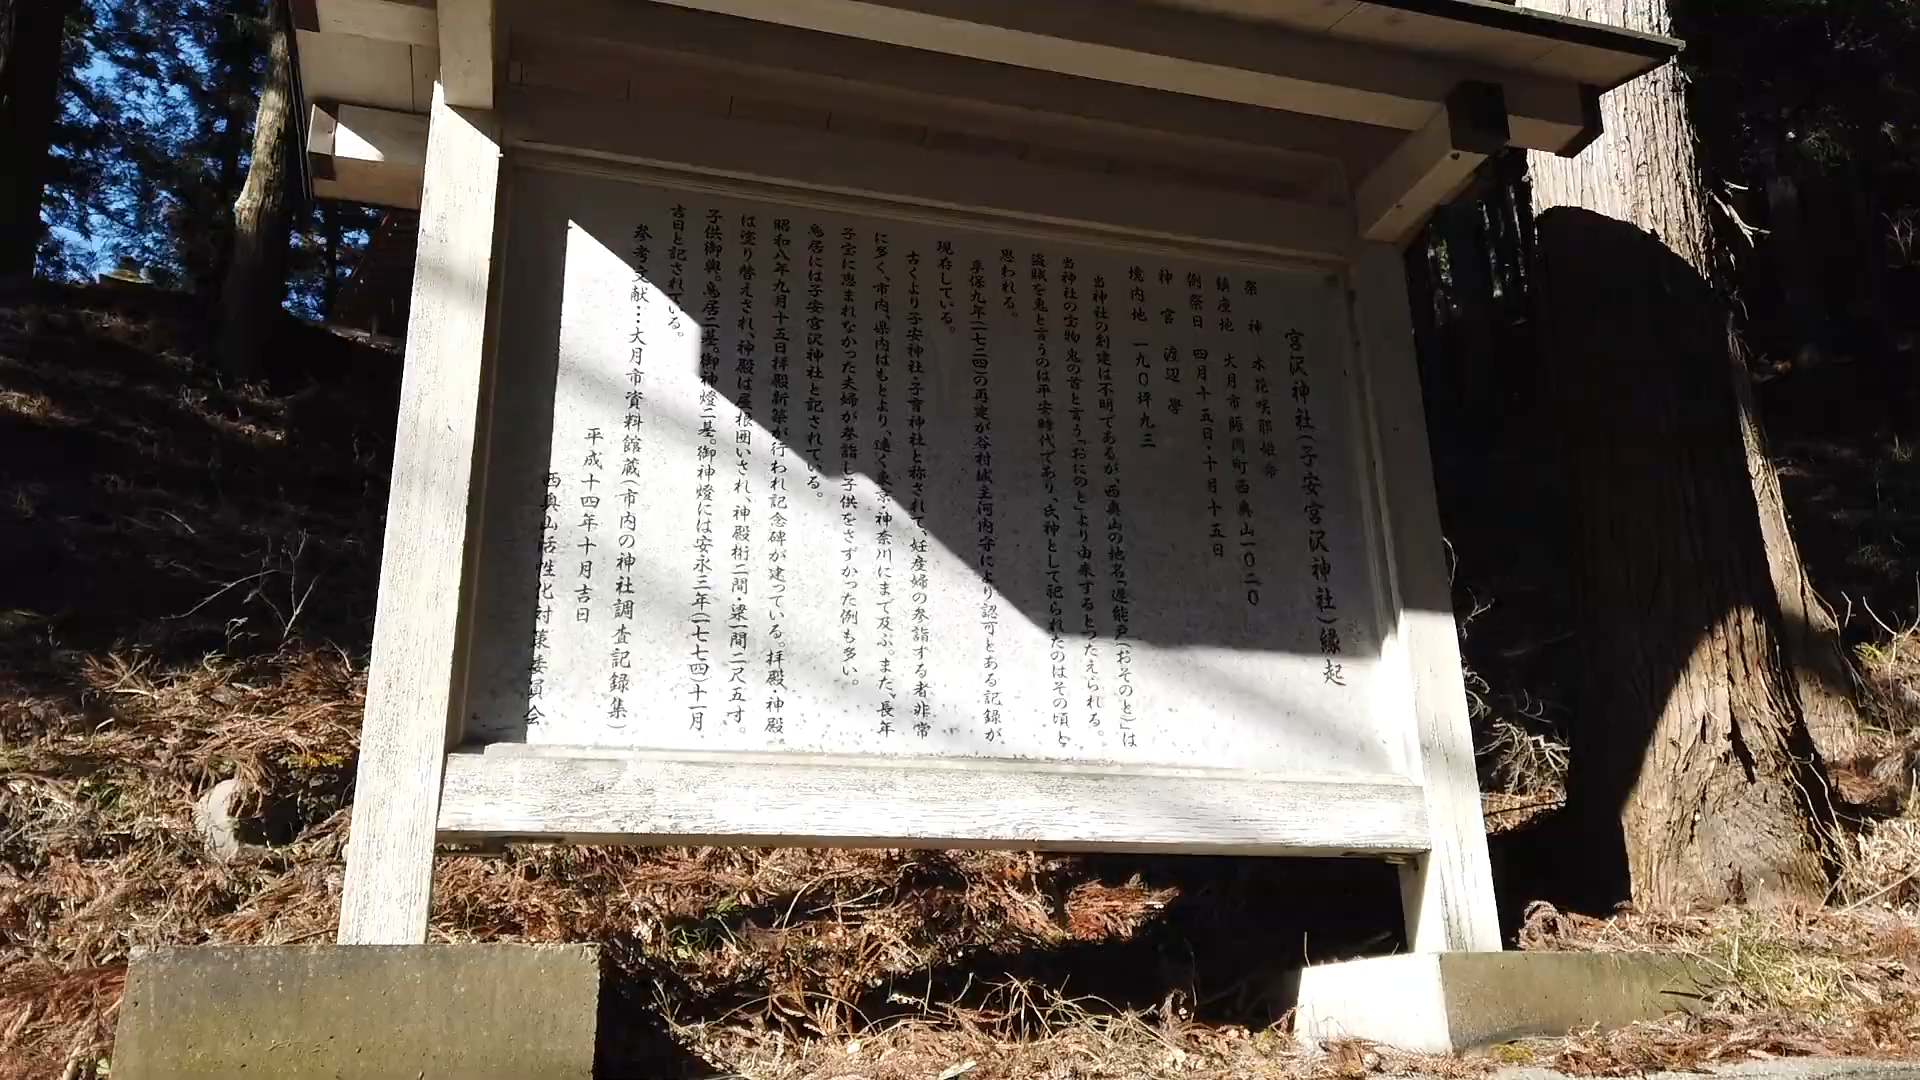 宮沢神社(子安宮沢神社)縁起
祭神 木花咲耶姫命
鎮座地 大月市藤岡町西奥山一〇二〇
例祭日 四月十五日・十月十五日
神宮 渡辺 學
境内地 一九〇坪九三
当神社の創建は不明であるが、西奥山の地名「遅能戸(おそのと)」は
当神社の宝物「鬼の首と言う「おにのと」より由来するとつたえられる。
盗賊を鬼と言うのは平安時代であり、氏神として祀られたのはその頃と
思われる。
享保九年(一七二四)の再建が谷村城主河内守により認可とある記録が
現存している。
古くより子安神社・子育神社と称されて、妊産婦の参詣する者非常
に多く、市内、県内はもとより、遠く東京・神奈川にまで及ぶ。また、長年
子宝に恵まれなかった夫婦が参詣し子供をさずかった例も多い。
鳥居には子安宮沢神社と記されている。
昭和八年九月十五日拝殿新築が行われ記念碑が建っている。拝殿・神殿
は塗り替えされ、神殿は屋根囲いされ、神殿桁二間・梁一間二尺五寸。
子供御輿。鳥居二基。御神燈二基。御神燈には安永三年(一七七四)十一月
吉日と記されている。
参考文献…大月市資料館蔵(市内の神社調査記録集)
平成十四年十月吉日
西奥山活性化対策委員会